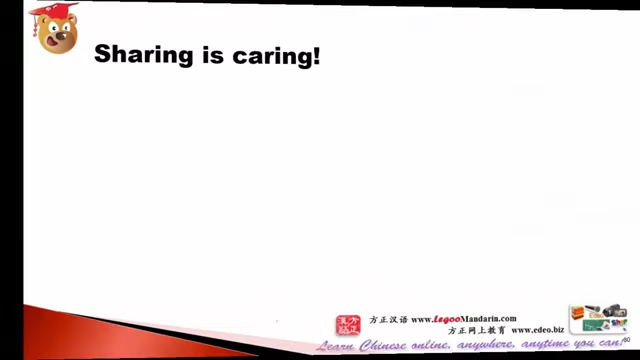 Sharing is caring!
方正汉语 www.LegooMandarin.com
方正网上教育 www.edeo.biz
Learn Chinese online, anywhere, anytime you can!
60